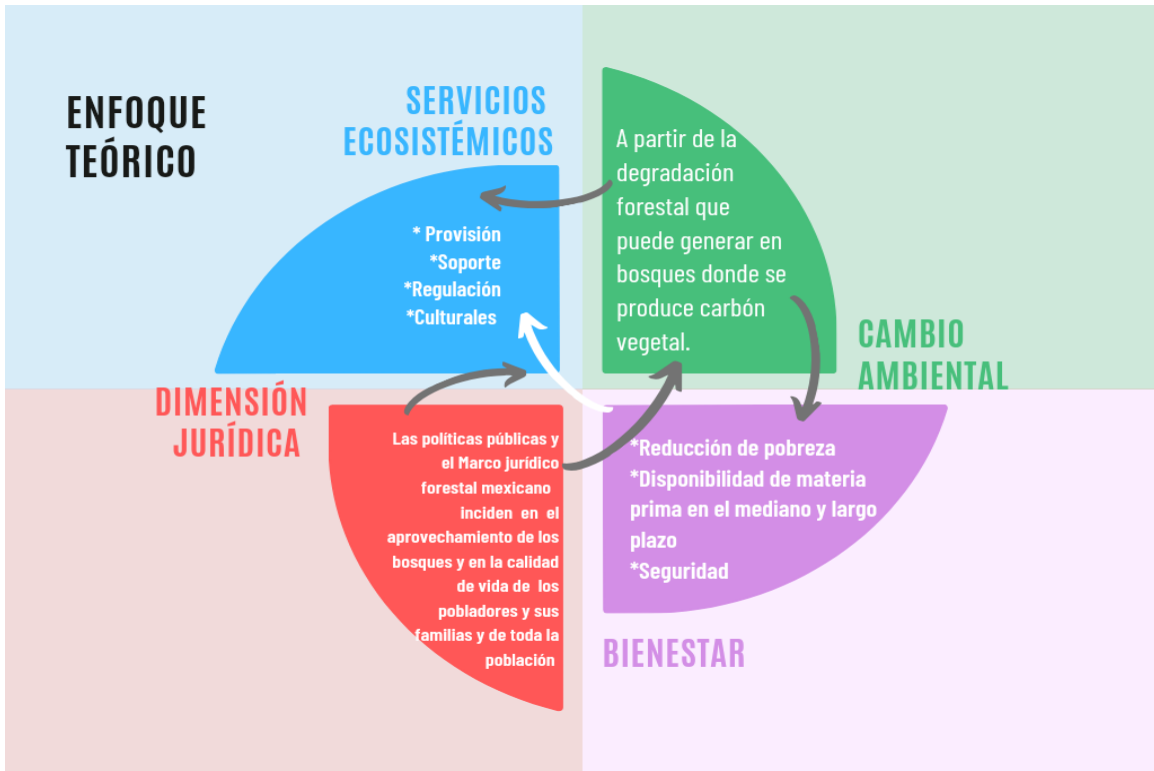 ENFOQUE
TEÓRICO
SERVICIOS
ECOSISTÉMICOS
* Provisión
*Soporte
*Regulación
*Culturales
A partir de la
degradación
forestal que
puede generar en
bosques donde se
produce carbón
vegetal.
CAMBIO
AMBIENTAL
DIMENSIÓN
JURÍDICA
Las políticas públicas y
el Marco jurídico
forestal mexicano
inciden en el
aprovechamiento de los
bosques y en la calidad
de vida de los
pobladores y sus
familias y de toda la
población
*Reducción de pobreza
*Disponibilidad de materia
prima en el mediano y largo
plazo
*Seguridad
BIENESTAR